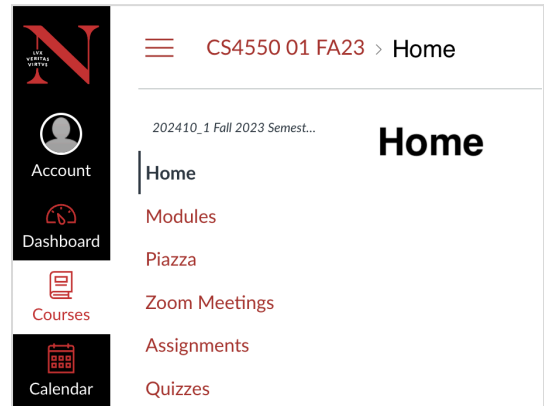 N
LVX
VERITAS
VIRTVS
Account
Dashboard
Courses
Calendar
CS4550 01 FA23 > Home
202410_1 Fall 2023 Semest...
Home
Modules
Piazza
Zoom Meetings
Assignments
Quizzes
Home